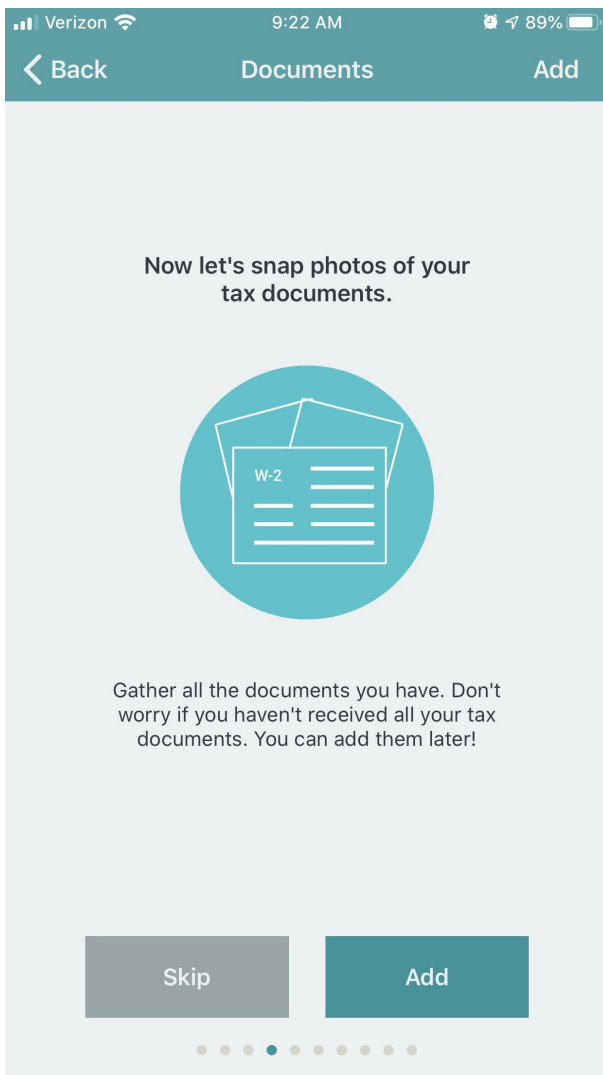 Verizon 9:22 AM 89%
Back Documents Add
Now let's snap photos of your
tax documents.
W-2
Gather all the documents you have. Don't
worry if you haven't received all your tax
documents. You can add them later!
Skip Add